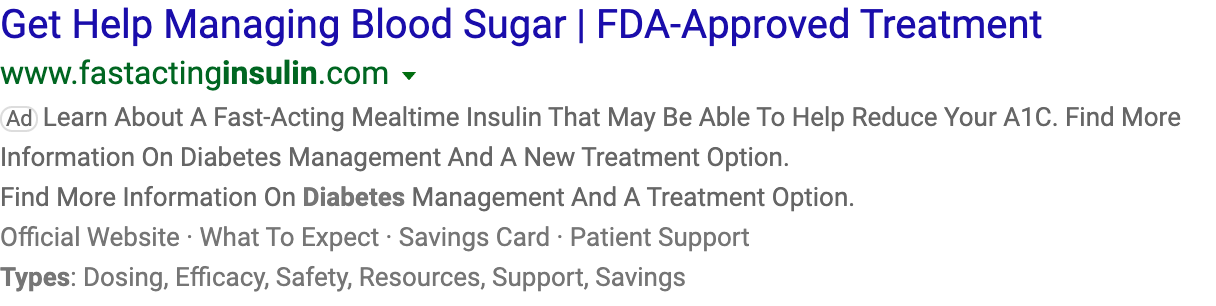 Get Help Managing Blood Sugar | FDA-Approved Treatment
www.fastactinginsulin.com
Ad Learn About A Fast-Acting Mealtime Insulin That May Be Able To Help Reduce Your A1C. Find More
Information On Diabetes Management And A New Treatment Option.
Find More Information On Diabetes Management And A Treatment Option.
Official Website · What To Expect · Savings Card · Patient Support
Types: Dosing, Efficacy, Safety, Resources, Support, Savings